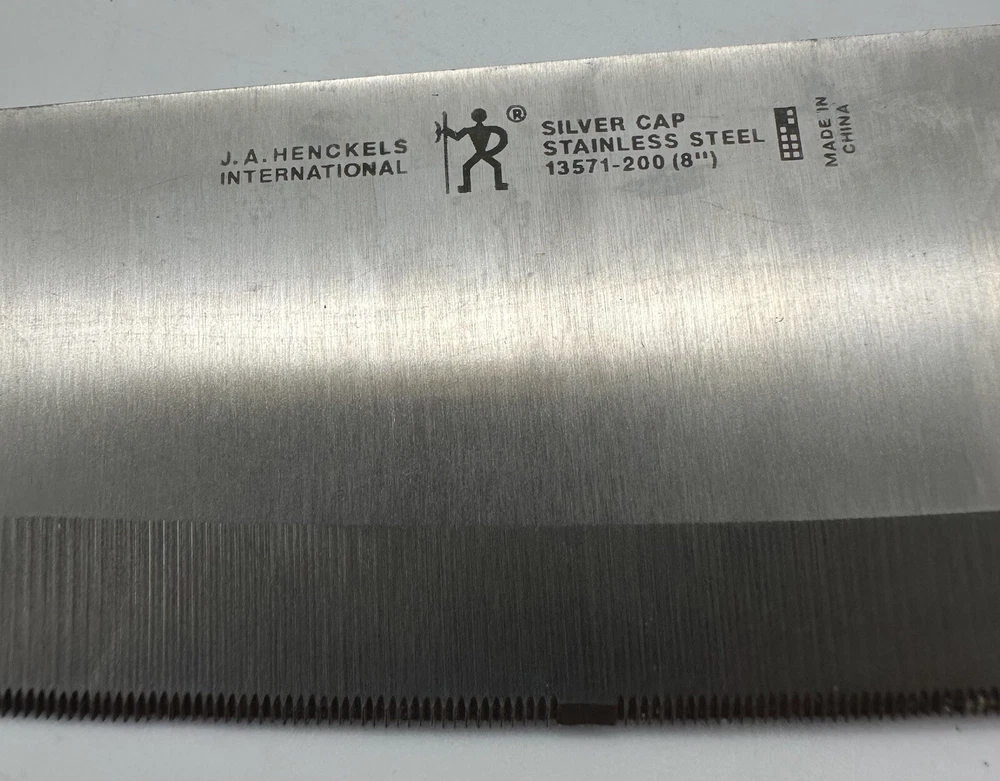 J.A. HENCKELS
INTERNATIONAL
®
SILVER CAP
STAINLESS STEEL
13571-200 (8")
MADE IN
CHINA